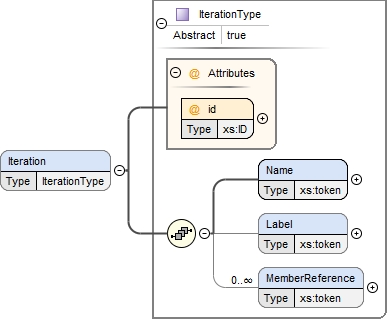 IterationType
Abstract true
@ Attributes
@ id
Type xs:ID
Iteration
Type IterationType
Name
Type xs:token
Label
Type xs:token
0..∞
MemberReference
Type xs:token